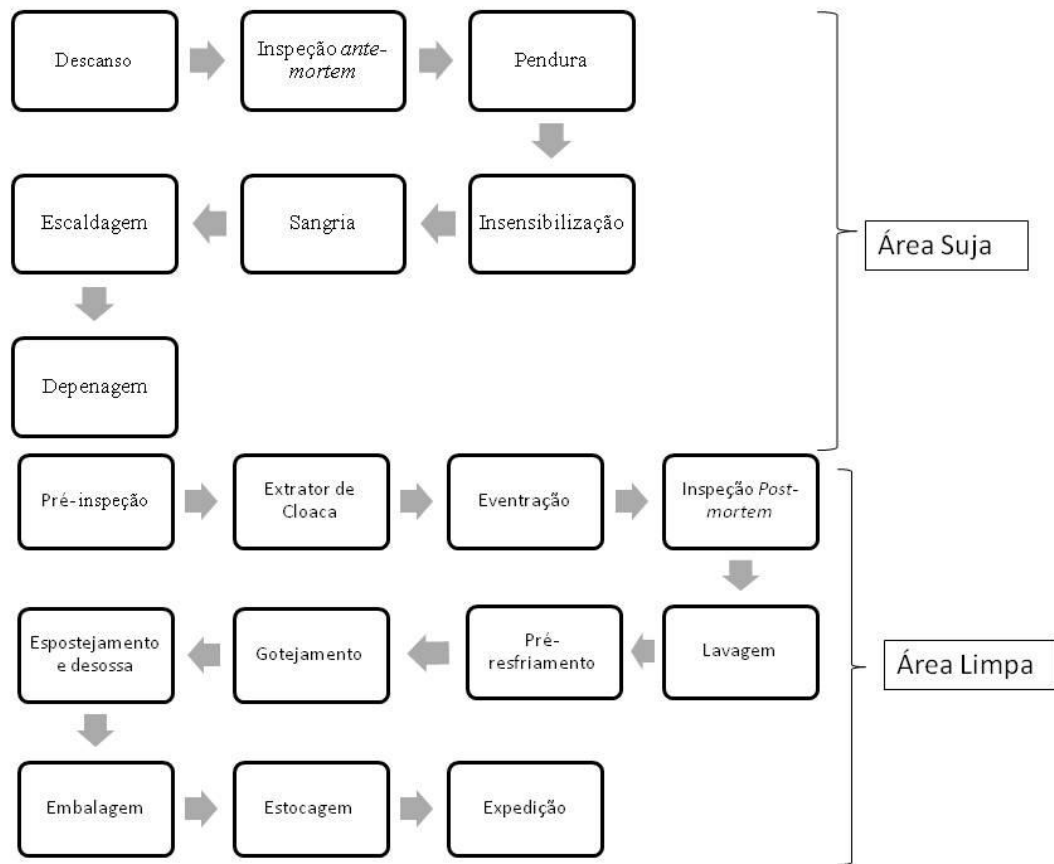 Descanso
Inspeção ante-
mortem
Pendura
Escaldagem
Sangria
Insensibilização
Área Suja
Depenagem
Pré-inspeção
Extrator de
Cloaca
Eventração
Inspeção Post-
mortem
Espostejamento
e desossa
Gotejamento
Pré-
resfriamento
Lavagem
Área Limpa
Embalagem
Estocagem
Expedição